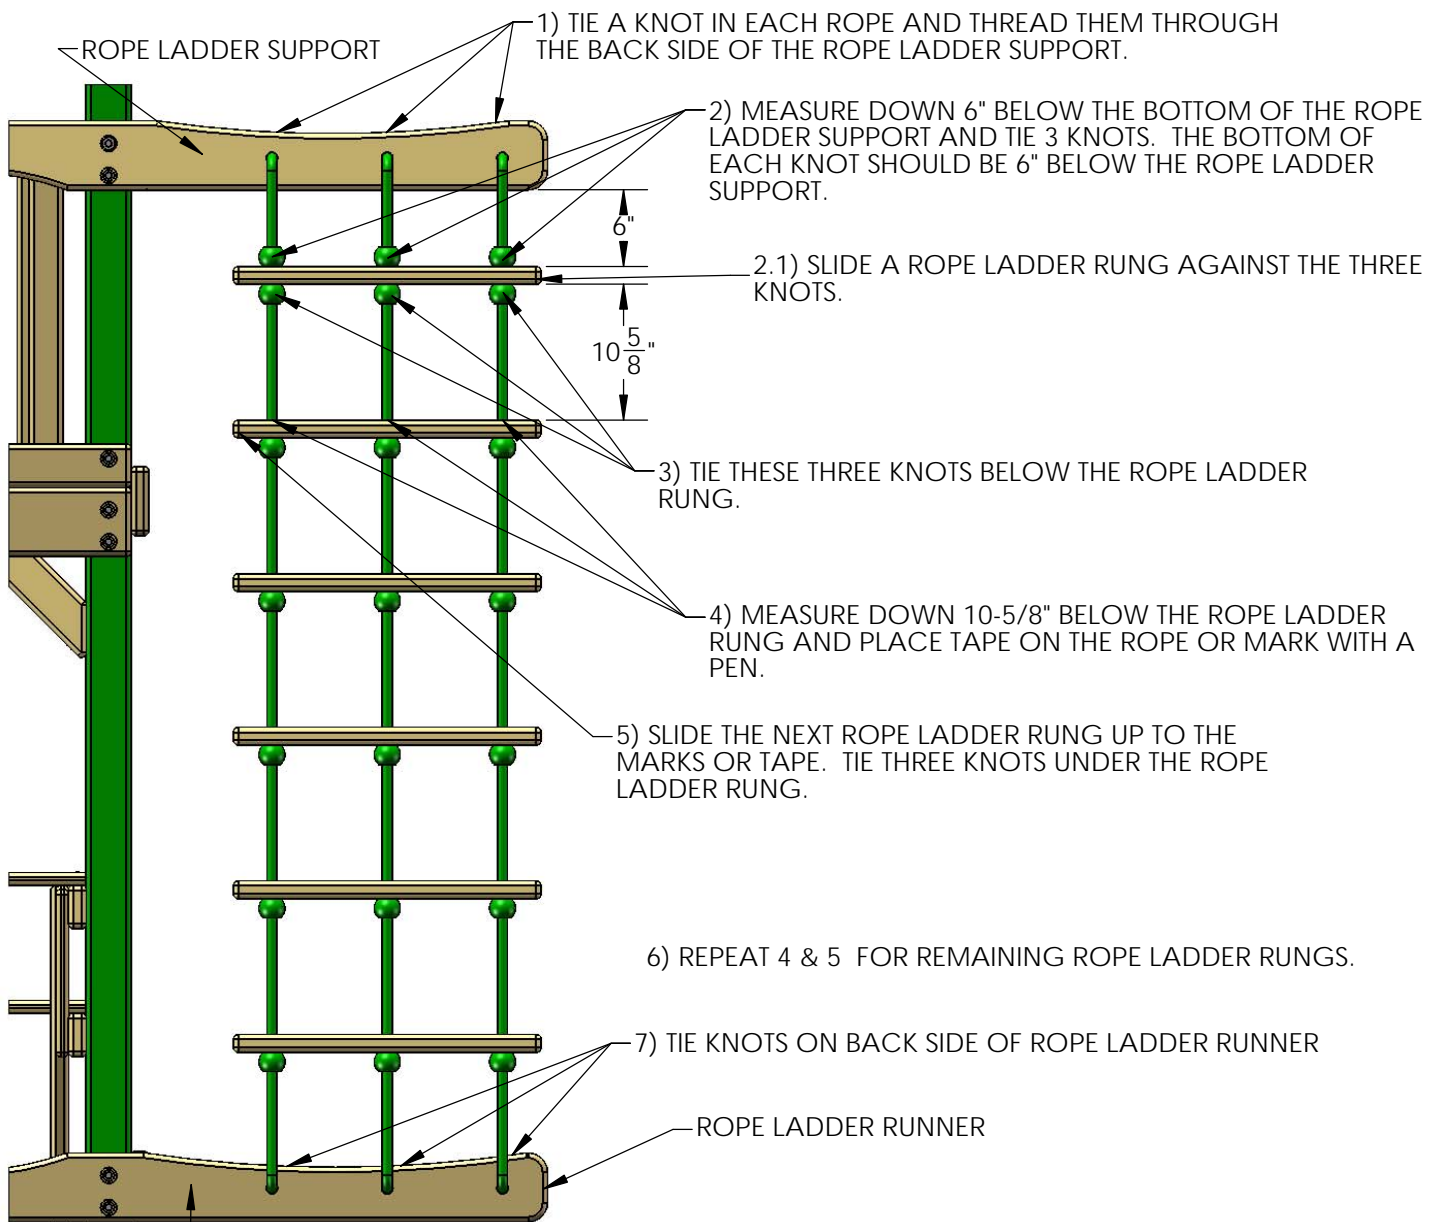 1) TIE A KNOT IN EACH ROPE AND THREAD THEM THROUGH
THE BACK SIDE OF THE ROPE LADDER SUPPORT.
ROPE LADDER SUPPORT
2) MEASURE DOWN 6" BELOW THE BOTTOM OF THE ROPE
LADDER SUPPORT AND TIE 3 KNOTS.  THE BOTTOM OF
EACH KNOT SHOULD BE 6" BELOW THE ROPE LADDER
SUPPORT.
6"
2.1) SLIDE A ROPE LADDER RUNG AGAINST THE THREE
KNOTS.
10 5/8"
3) TIE THESE THREE KNOTS BELOW THE ROPE LADDER
RUNG.
4) MEASURE DOWN 10-5/8" BELOW THE ROPE LADDER
RUNG AND PLACE TAPE ON THE ROPE OR MARK WITH A
PEN.
5) SLIDE THE NEXT ROPE LADDER RUNG UP TO THE
MARKS OR TAPE.  TIE THREE KNOTS UNDER THE ROPE
LADDER RUNG.
6) REPEAT 4 & 5  FOR REMAINING ROPE LADDER RUNGS.
7) TIE KNOTS ON BACK SIDE OF ROPE LADDER RUNNER
ROPE LADDER RUNNER